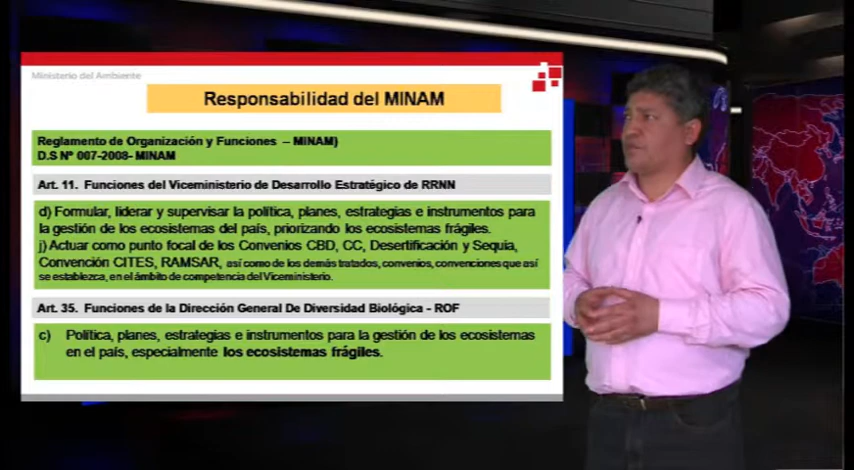 Ministerio del Ambiente
Responsabilidad del MINAM
Reglamento de Organización y Funciones – MINAM)
D.S Nº 007-2008- MINAM
Art. 11. Funciones del Viceministerio de Desarrollo Estratégico de RRNN
d) Formular, liderar y supervisar la política, planes, estrategias e instrumentos para
la gestión de los ecosistemas del país, priorizando los ecosistemas frágiles.
j) Actuar como punto focal de los Convenios CBD, CC, Desertificación y Sequia,
Convención CITES, RAMSAR, así como de los demás tratados, convenios, convenciones que así
se establezca, en el ámbito de competencia del Viceministerio.
Art. 35. Funciones de la Dirección General De Diversidad Biológica - ROF
c) Política, planes, estrategias e instrumentos para la gestión de los ecosistemas
en el país, especialmente los ecosistemas frágiles.